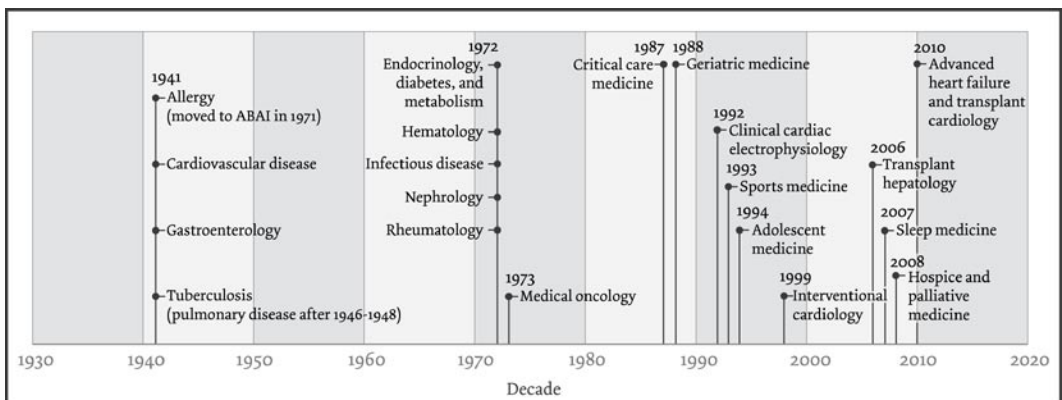 1941
Allergy
(moved to ABAI in 1971)
Cardiovascular disease
Gastroenterology
Tuberculosis
(pulmonary disease after 1946-1948)
1972
Endocrinology,
diabetes, and
metabolism
Hematology
Infectious disease
Nephrology
Rheumatology
1973
Medical oncology
1987
Critical care
medicine
1988
Geriatric medicine
1992
Clinical cardiac
electrophysiology
1993
Sports medicine
1994
Adolescent
medicine
1999
Interventional
cardiology
2006
Transplant
hepatology
2007
Sleep medicine
2008
Hospice and
palliative
medicine
2010
Advanced
heart failure
and transplant
cardiology
1930 1940 1950 1960 1970 1980 1990 2000 2010 2020
Decade